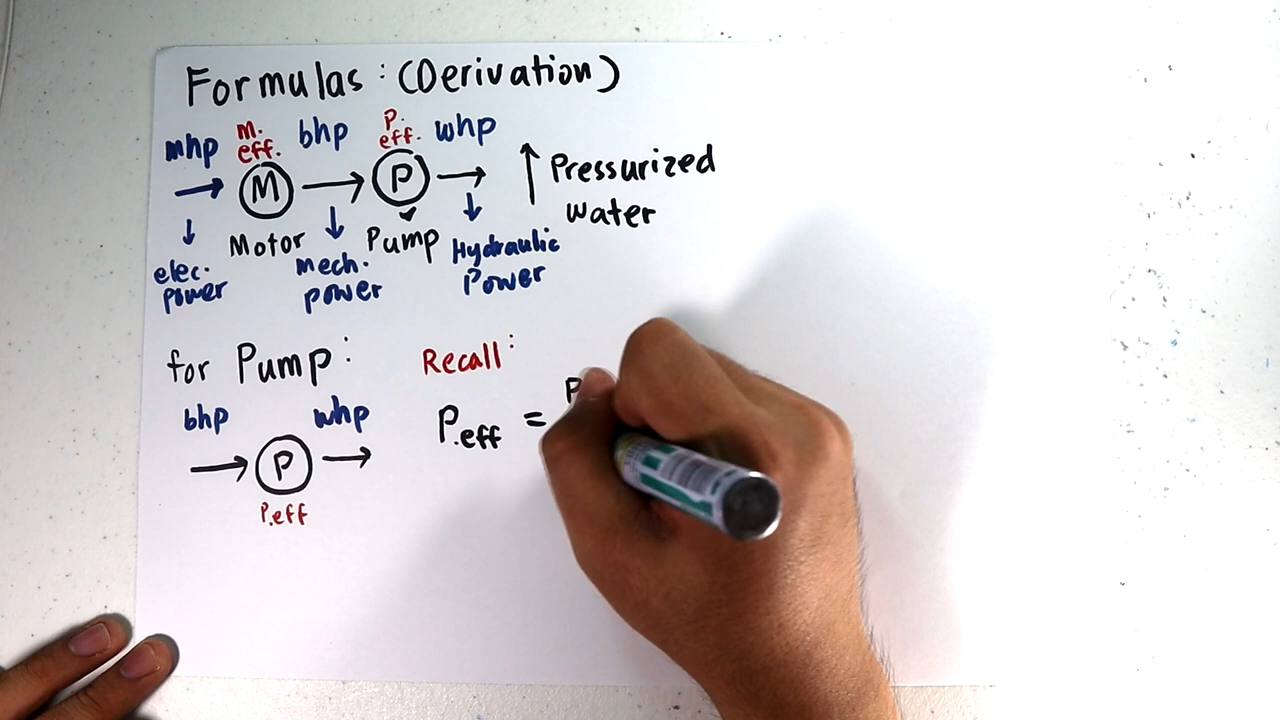 Formulas: (Derivation)
mhp M. eff. bhp P. eff. whp
M P
Pressurized water
Motor Pump
elec. power mech. power Hydraulic Power
for Pump: Recall:
bhp whp
P.eff = P
P
P.eff